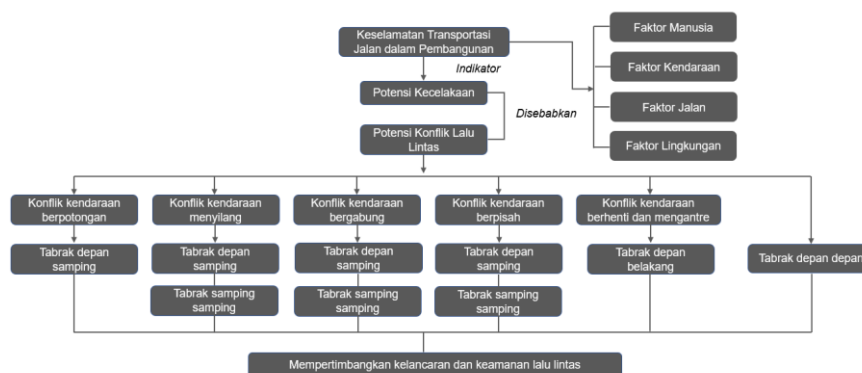 Keselamatan Transportasi
Jalan dalam Pembangunan
Indikator
Potensi Kecelakaan
Disebabkan
Potensi Konflik Lalu
Lintas
Faktor Manusia
Faktor Kendaraan
Faktor Jalan
Faktor Lingkungan
Konflik kendaraan
berpotongan
Konflik kendaraan
menyilang
Konflik kendaraan
bergabung
Konflik kendaraan
berpisah
Konflik kendaraan
berhenti dan mengantre
Tabrak depan
samping
Tabrak depan
samping
Tabrak depan
samping
Tabrak depan
samping
Tabrak depan
belakang
Tabrak depan depan
Tabrak samping
samping
Tabrak samping
samping
Tabrak samping
samping
Mempertimbangkan kelancaran dan keamanan lalu lintas